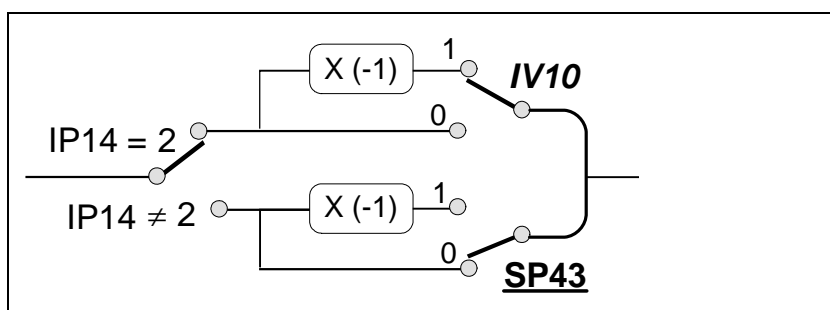 1
X (-1)
IV10
0
IP14 = 2
IP14 ≠ 2
X (-1)
1
0
SP43